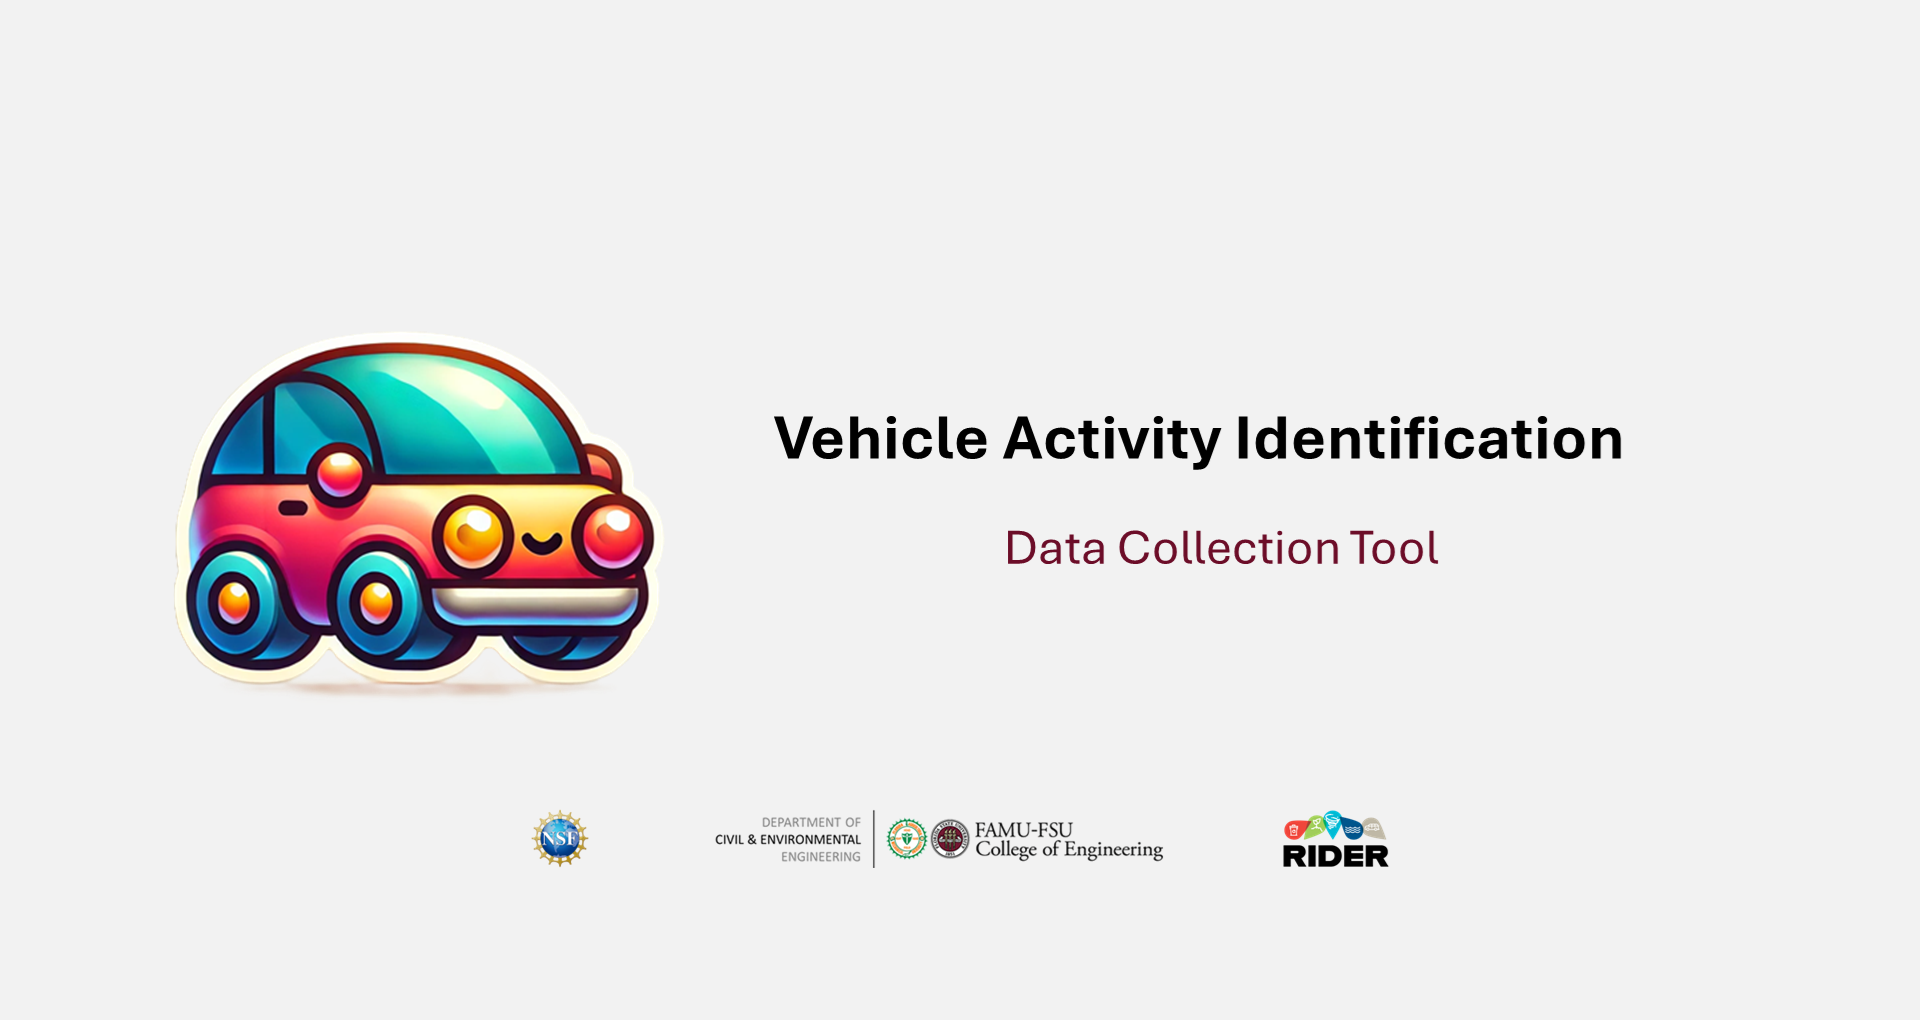 Vehicle Activity Identification
Data Collection Tool
NSF
DEPARTMENT OF
CIVIL & ENVIRONMENTAL
ENGINEERING
FAMU-FSU
College of Engineering
RIDER